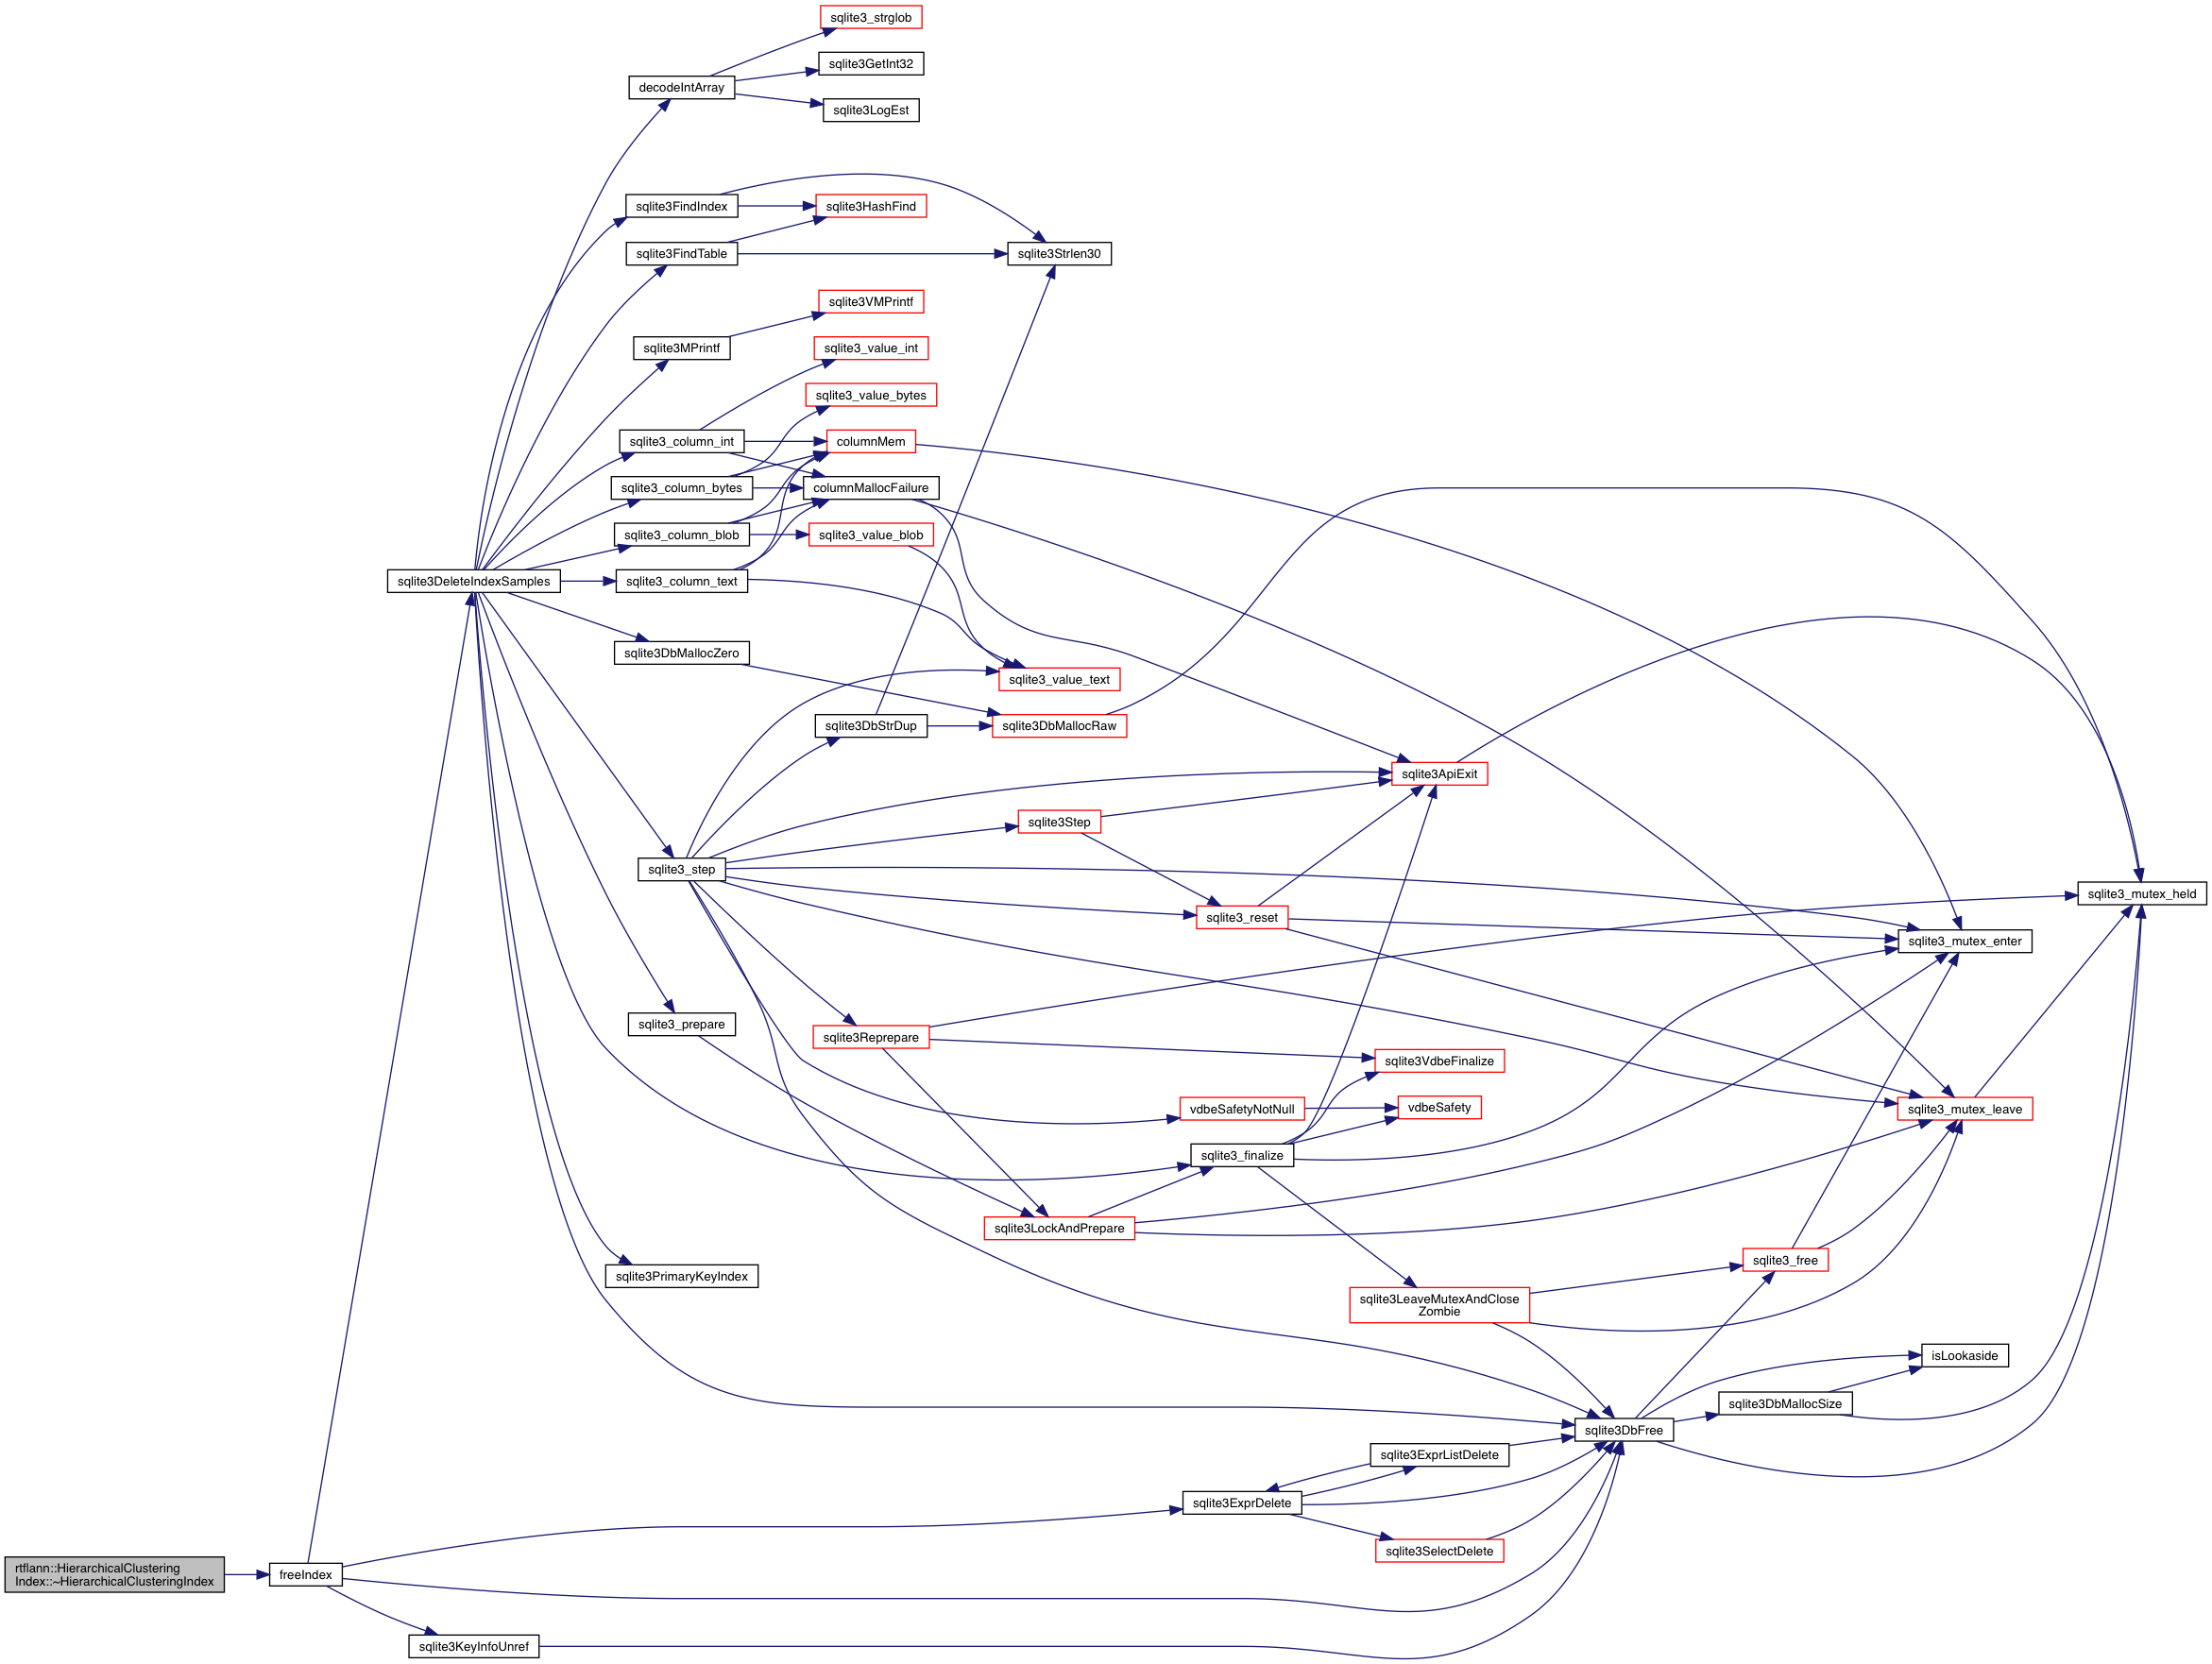 sqlite3_strglob
sqlite3GetInt32
decodeIntArray
sqlite3LogEst
sqlite3FindIndex
sqlite3HashFind
sqlite3FindTable
sqlite3Strlen30
sqlite3VMPrintf
sqlite3MPrintf
sqlite3_value_int
sqlite3_value_bytes
sqlite3_column_int
columnMem
sqlite3_column_bytes
columnMallocFailure
sqlite3_column_blob
sqlite3_value_blob
sqlite3DeleteIndexSamples
sqlite3_column_text
sqlite3DbMallocZero
sqlite3_value_text
sqlite3DbStrDup
sqlite3DbMallocRaw
sqlite3ApiExit
sqlite3Step
sqlite3_step
sqlite3_mutex_held
sqlite3_reset
sqlite3_mutex_enter
sqlite3_prepare
sqlite3Reprepare
sqlite3VdbeFinalize
vdbeSafetyNotNull
vdbeSafety
sqlite3_mutex_leave
sqlite3_finalize
sqlite3LockAndPrepare
sqlite3_free
sqlite3PrimaryKeyIndex
sqlite3LeaveMutexAndClose
Zombie
isLookaside
sqlite3DbMallocSize
sqlite3DbFree
sqlite3ExprListDelete
sqlite3ExprDelete
sqlite3SelectDelete
rtflann::HierarchicalClustering
Index::~HierarchicalClusteringIndex
freeIndex
sqlite3KeyInfoUnref